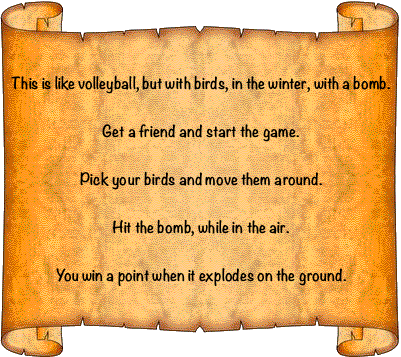 This is like volleyball, but with birds, in the winter, with a bomb.
Get a friend and start the game.
Pick your birds and move them around.
Hit the bomb, while in the air.
You win a point when it explodes on the ground.